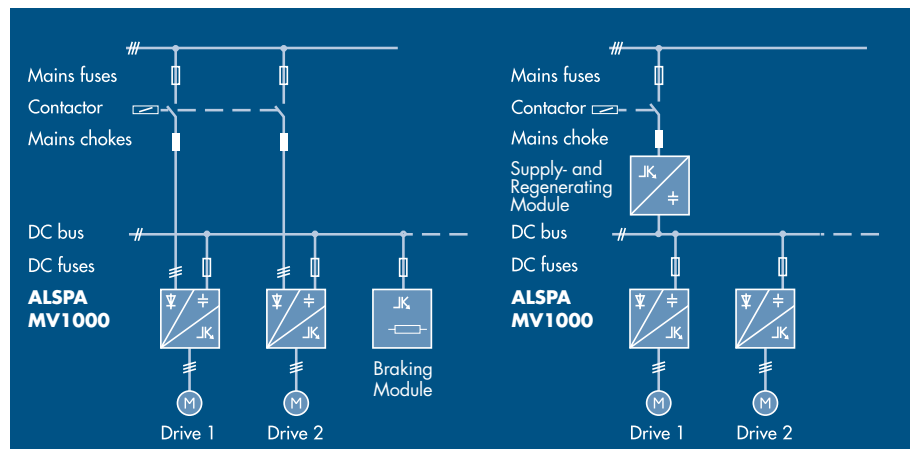 Mains fuses
Contactor
Mains chokes
DC bus
DC fuses
ALSPA
MV1000
Braking
Module
M
M
Drive 1
Drive 2
Mains fuses
Contactor
Mains choke
Supply- and
Regenerating
Module
DC bus
DC fuses
ALSPA
MV1000
M
M
Drive 1
Drive 2